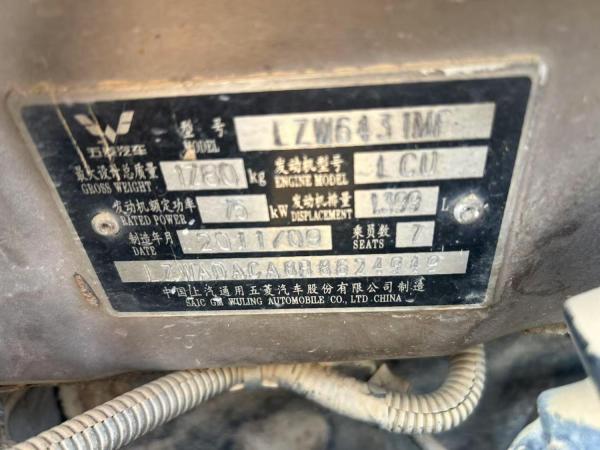 五菱汽车
型号 MODEL LZW6431MF
最大设计总质量 GROSS WEIGHT 1780 kg 发动机型号 ENGINE MODEL LCU
发动机额定功率 RATED POWER 76 kW 发动机排量 DISPLACEMENT 1.399 L
制造年月 DATE 2011/09 乘员数 SEATS 7
中国上汽通用五菱汽车股份有限公司制造
SAIC GM WULING AUTOMOBILE CO., LTD.CHINA